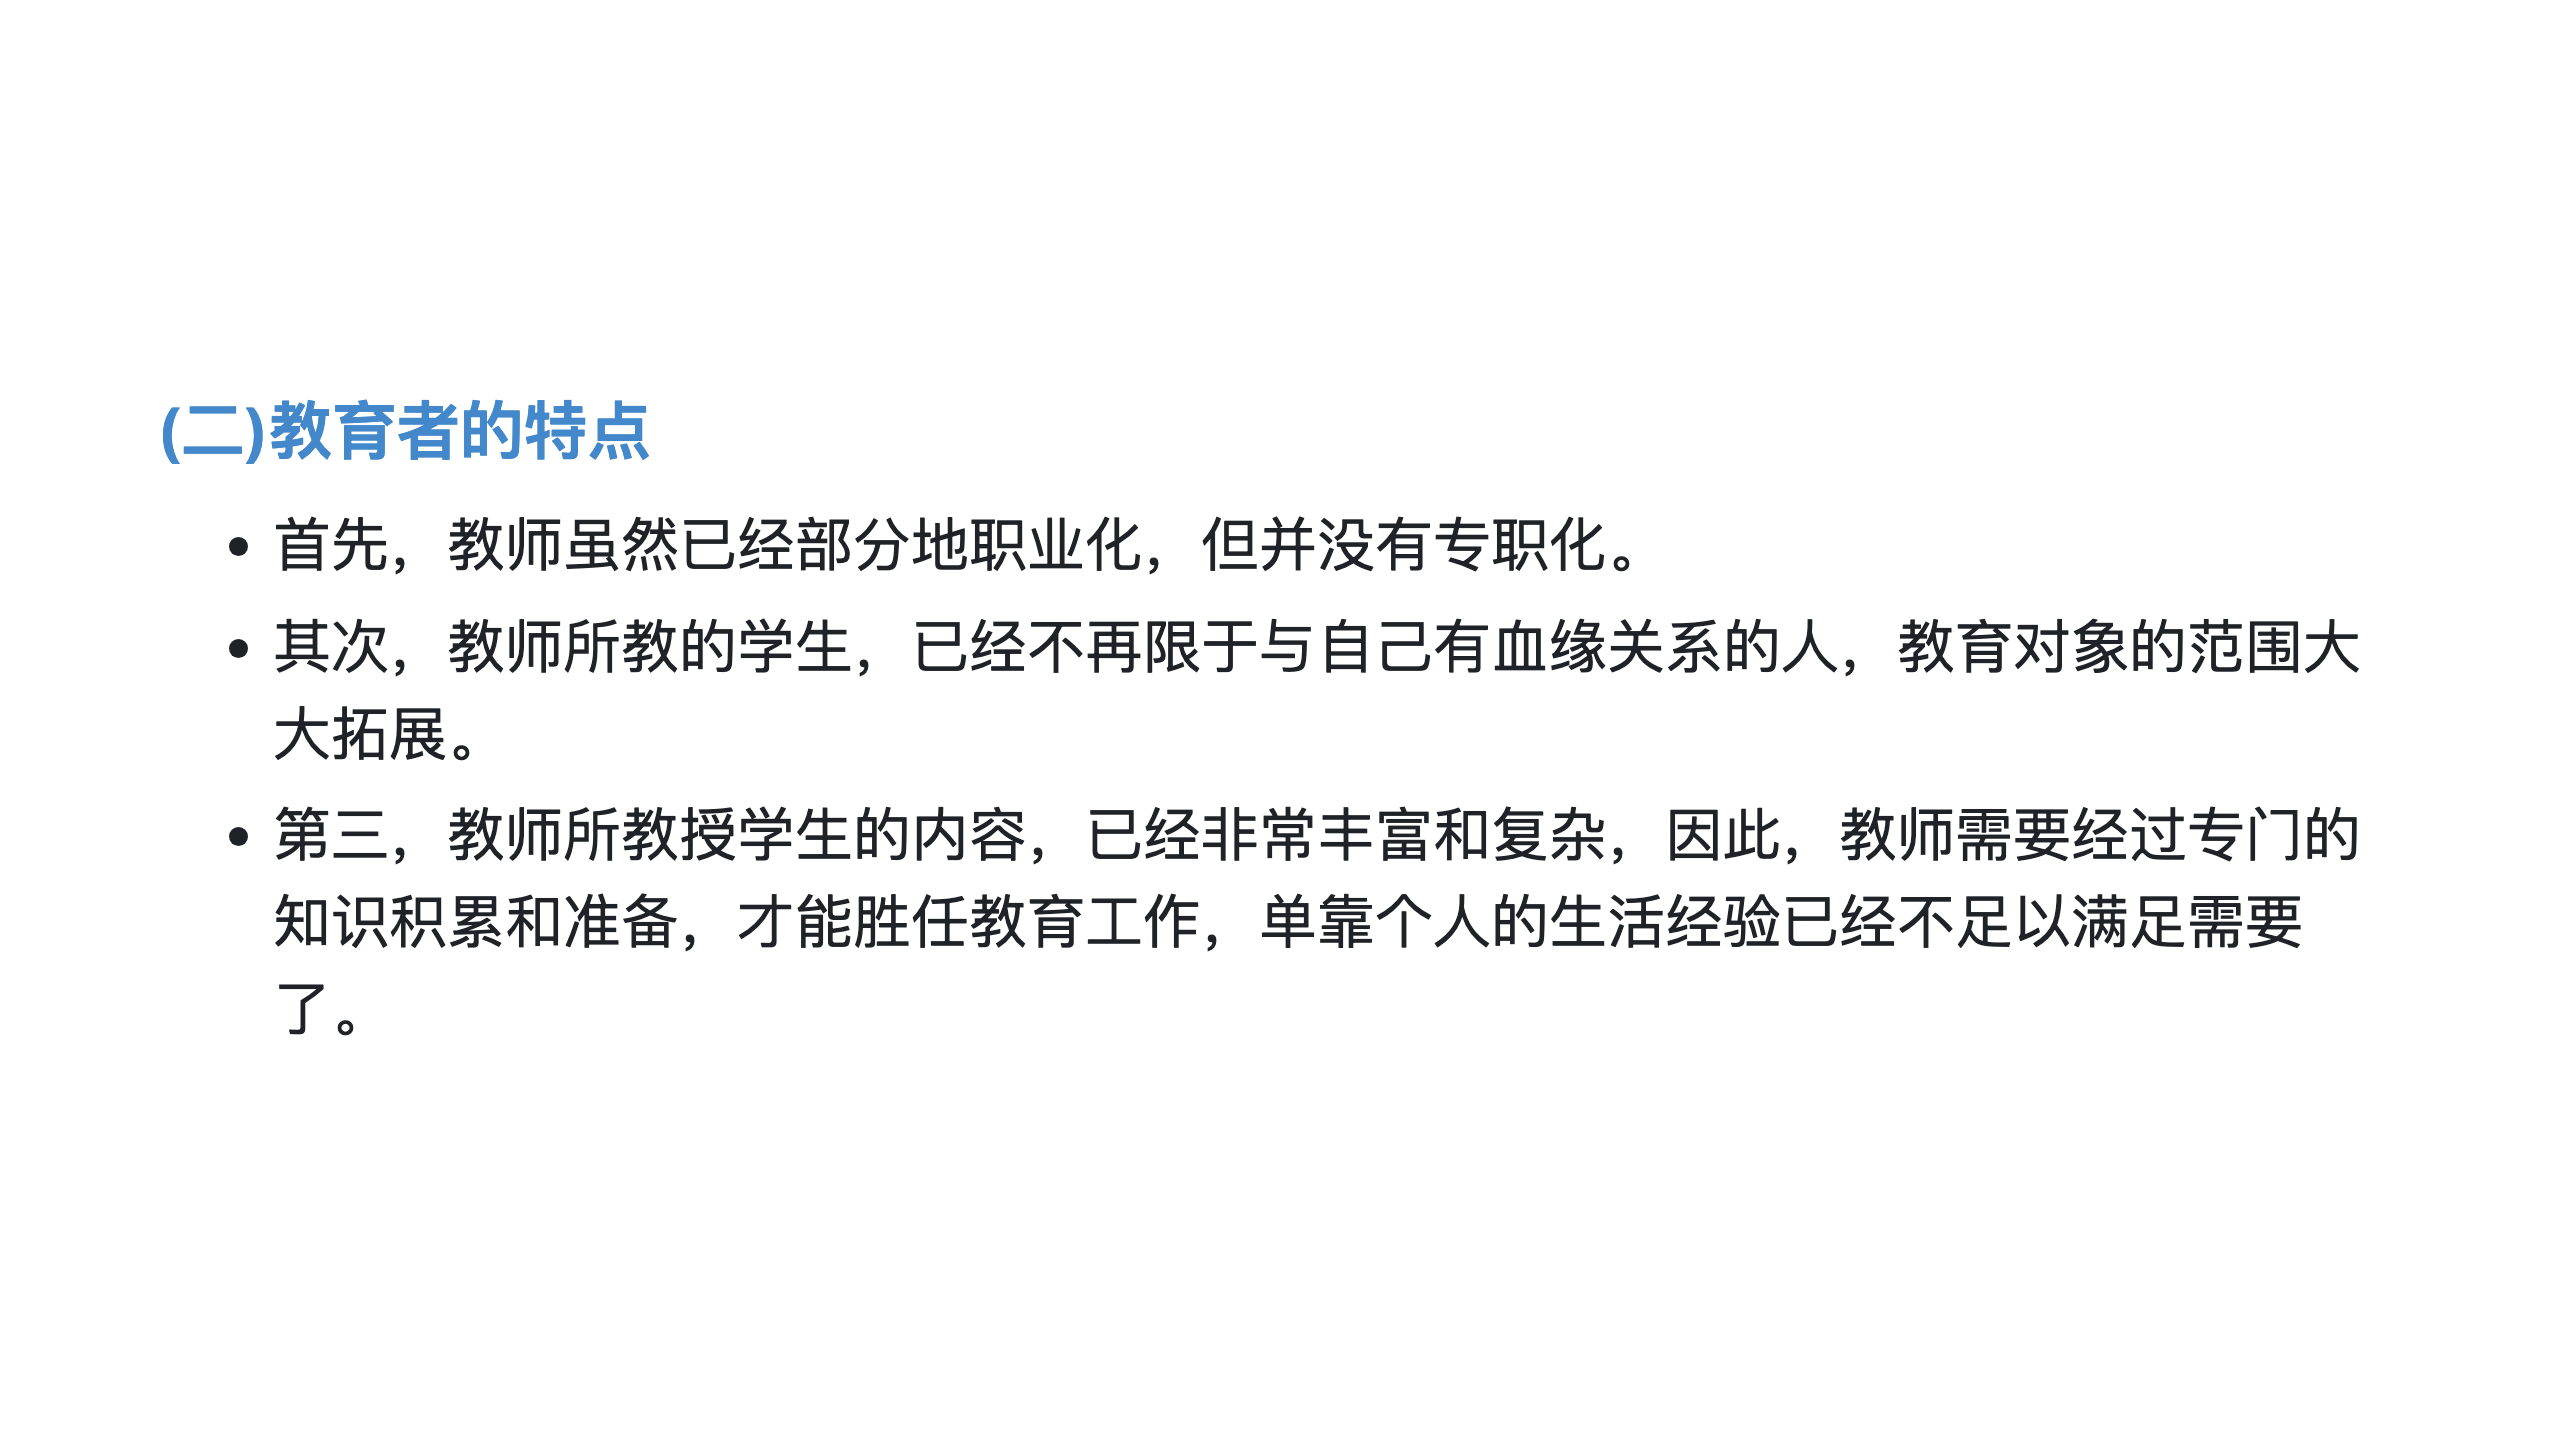 (二)教育者的特点
• 首先，教师虽然已经部分地职业化，但并没有专职化。
• 其次，教师所教的学生，已经不再限于与自己有血缘关系的人，教育对象的范围大
大拓展。
• 第三，教师所教授学生的内容，已经非常丰富和复杂，因此，教师需要经过专门的
知识积累和准备，才能胜任教育工作，单靠个人的生活经验已经不足以满足需要
了。